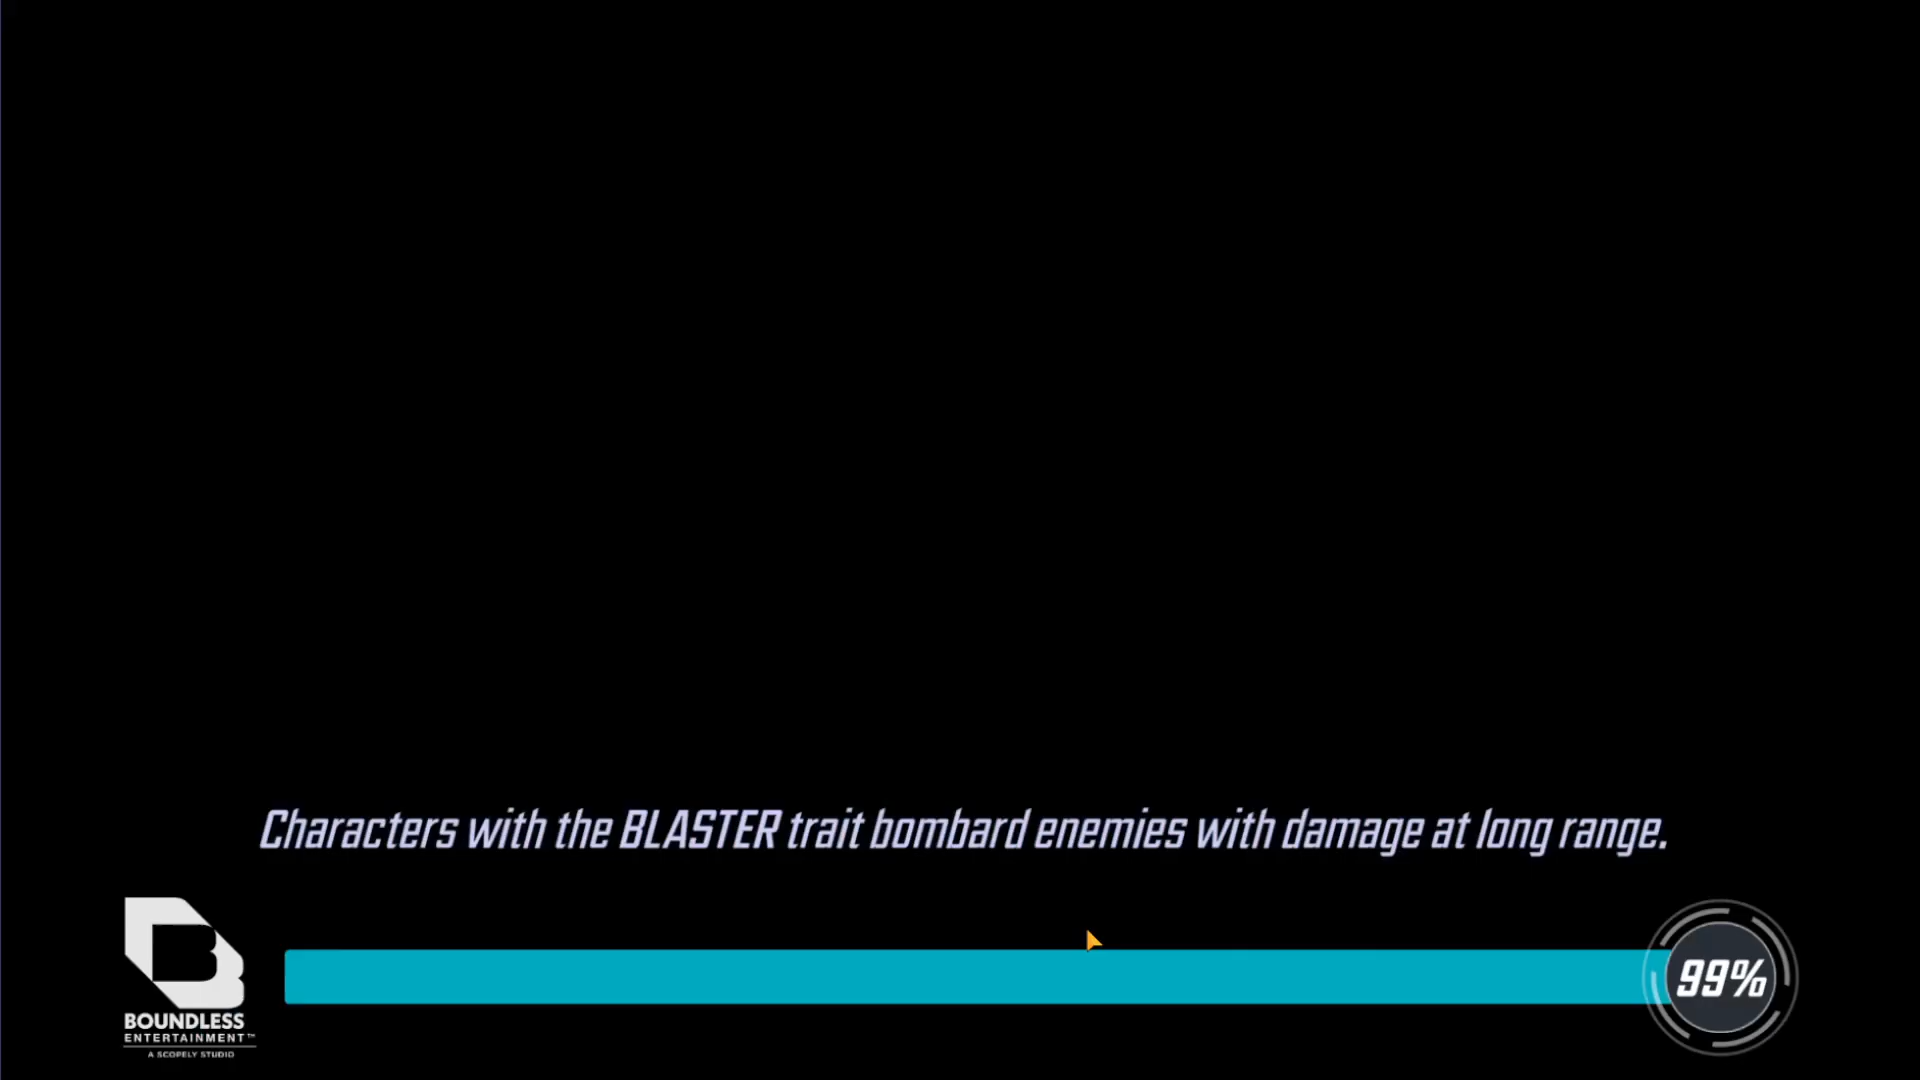 Characters with the BLASTER trait bombard enemies with damage at long range.
99%
BOUNDLESS
ENTERTAINMENT™
A SCOPELY STUDIO